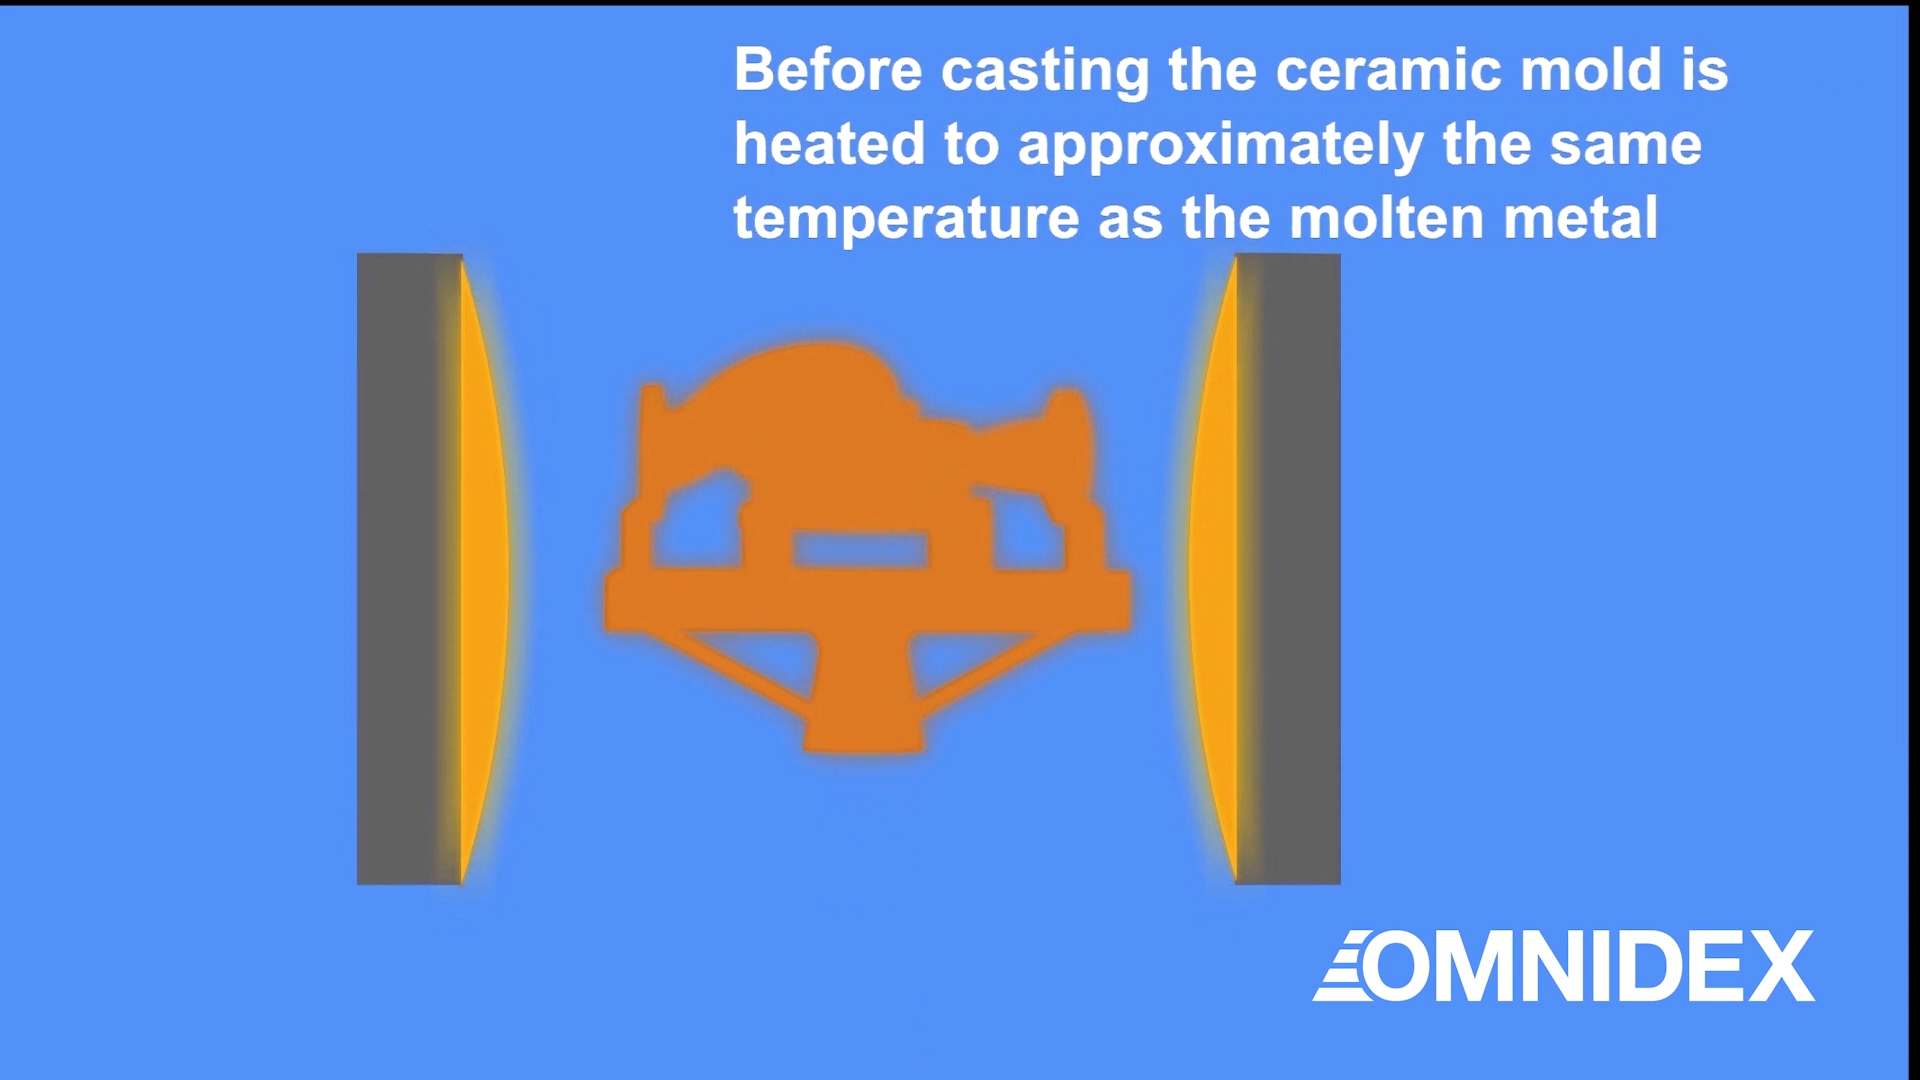 Before casting the ceramic mold is
heated to approximately the same
temperature as the molten metal
OMNIDEX